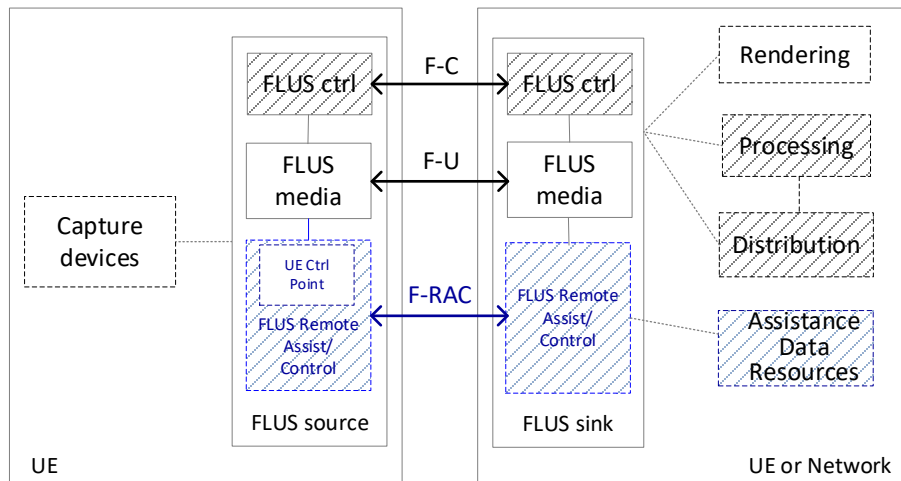 F-C
FLUS ctrl
FLUS ctrl
Rendering
F-U
FLUS
media
FLUS
media
Processing
Capture
devices
Distribution
UE Ctrl
Point
F-RAC
FLUS Remote
Assist/
Control
FLUS Remote
Assist/
Control
Assistance
Data
Resources
FLUS source
FLUS sink
UE
UE or Network